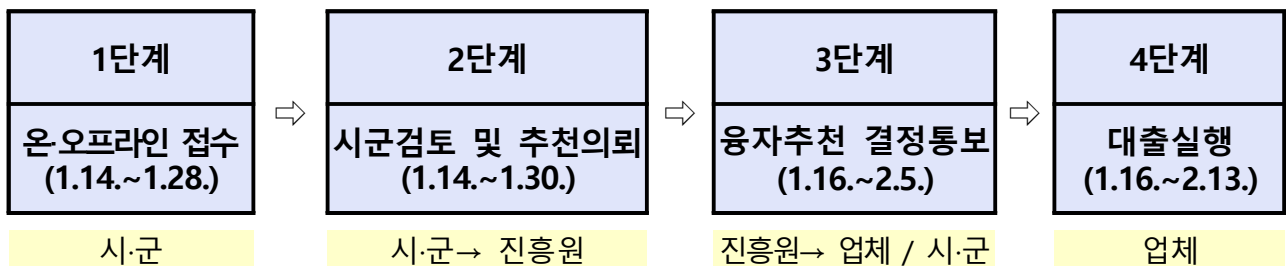 1단계
온·오프라인 접수
(1.14.~1.28.)
시·군
⇨
2단계
시군검토 및 추천의뢰
(1.14.~1.30.)
시·군→ 진흥원
⇨
3단계
융자추천 결정통보
(1.16.~2.5.)
진흥원→ 업체 / 시·군
⇨
4단계
대출실행
(1.16.~2.13.)
업체